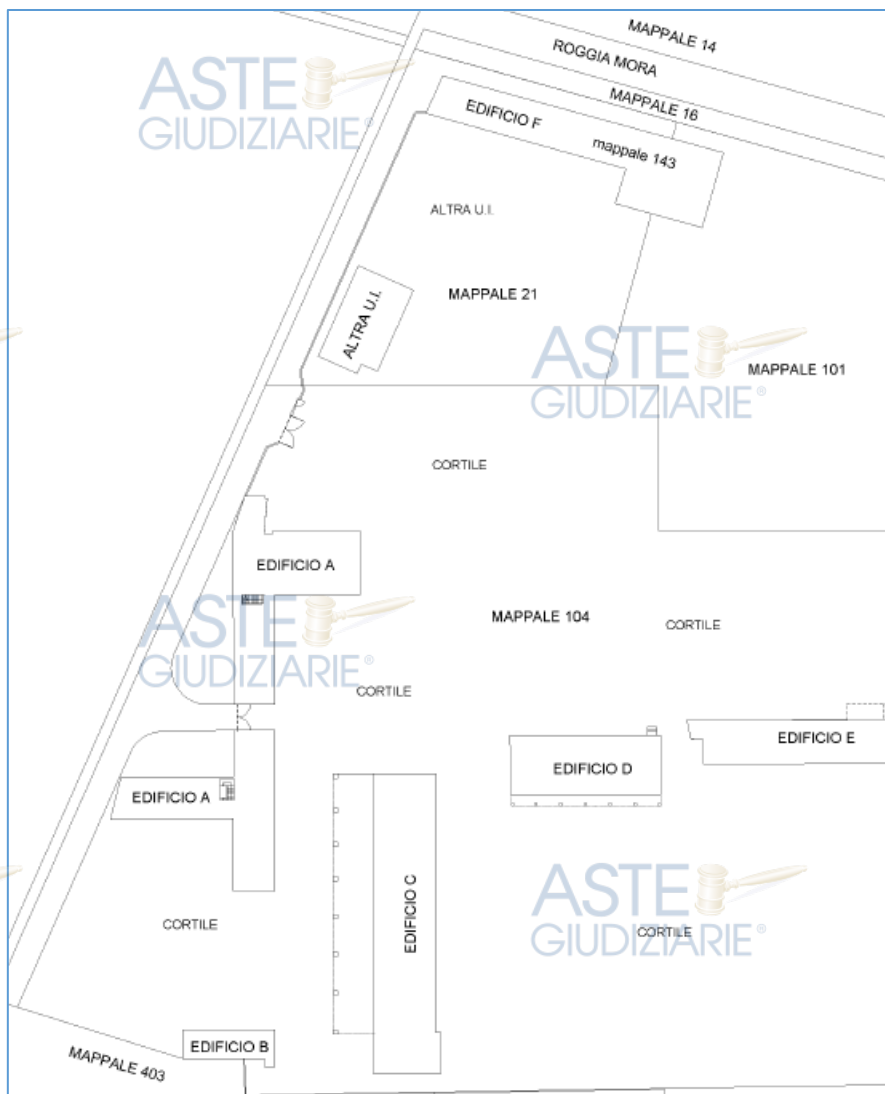 MAPPALE 14
ROGGIA MORA
MAPPALE 16
EDIFICIO F
mappale 143
ASTE
GIUDIZIARIE®
ALTRA U.I.
MAPPALE 21
ALTRA U.I.
ASTE
GIUDIZIARIE®
MAPPALE 101
CORTILE
EDIFICIO A
MAPPALE 104
CORTILE
ASTE
GIUDIZIARIE®
CORTILE
EDIFICIO E
EDIFICIO D
EDIFICIO A
EDIFICIO C
ASTE
GIUDIZIARIE®
CORTILE
CORTILE
EDIFICIO B
MAPPALE 403